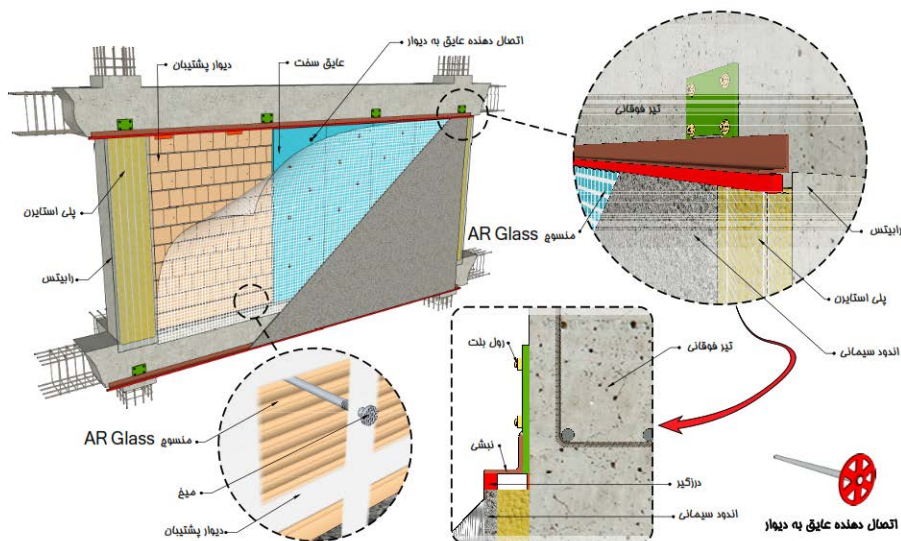 اتصال دهنده عایق به دیوار
عایق سخت
دیوار پشتیبان
پلی استایرن
رابیتس
تیر فوقانی
منسوج AR Glass
رابیتس
پلی استایرن
اندود سیمانی
رول بلت
تیر فوقانی
نبشی
درزگیر
اندود سیمانی
منسوج AR Glass
میخ
دیوار پشتیبان
اتصال دهنده عایق به دیوار